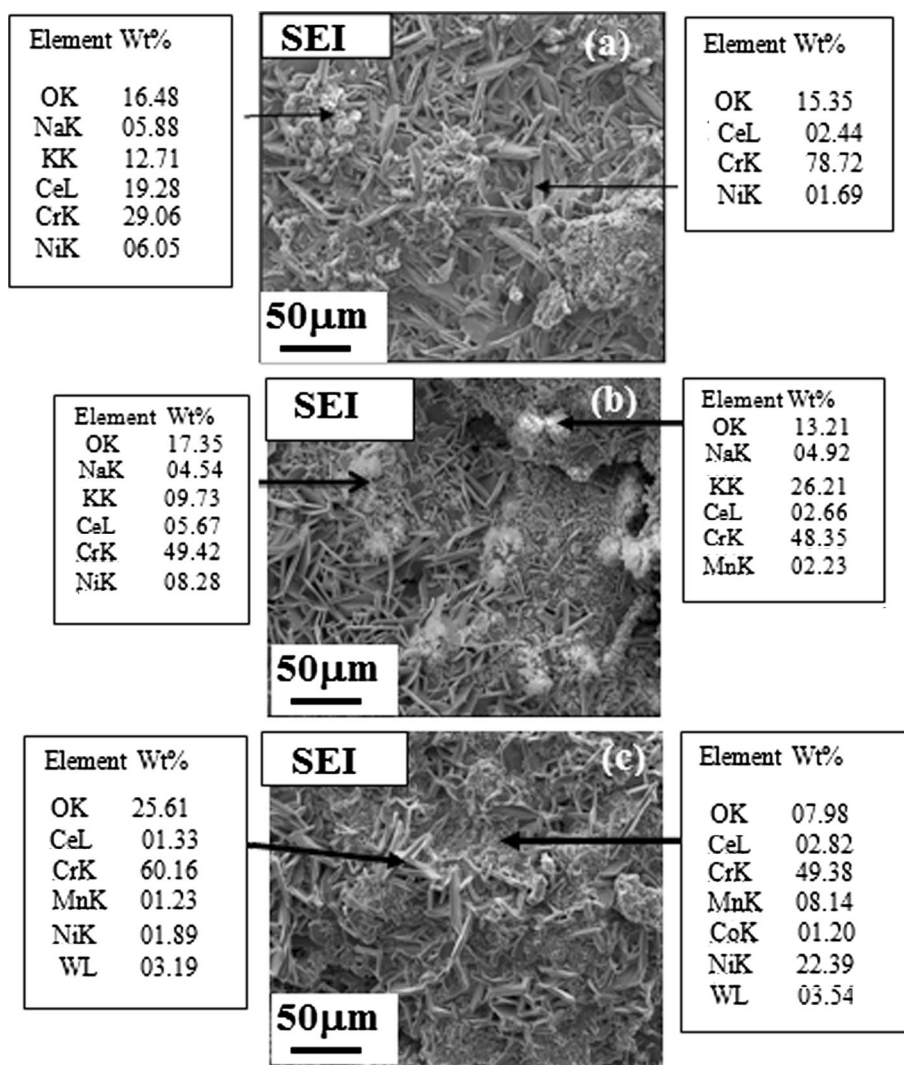 Element Wt%
OK 16.48
NaK 05.88
KK 12.71
CeL 19.28
CrK 29.06
NiK 06.05
SEI
(a)
50µm
Element Wt%
OK 15.35
CeL 02.44
CrK 78.72
NiK 01.69
Element Wt%
OK 17.35
NaK 04.54
KK 09.73
CeL 05.67
CrK 49.42
NiK 08.28
SEI
(b)
50µm
Element Wt%
OK 13.21
NaK 04.92
KK 26.21
CeL 02.66
CrK 48.35
MnK 02.23
Element Wt%
OK 25.61
CeL 01.33
CrK 60.16
MnK 01.23
NiK 01.89
WL 03.19
SEI
(c)
50µm
Element Wt%
OK 07.98
CeL 02.82
CrK 49.38
MnK 08.14
CoK 01.20
NiK 22.39
WL 03.54